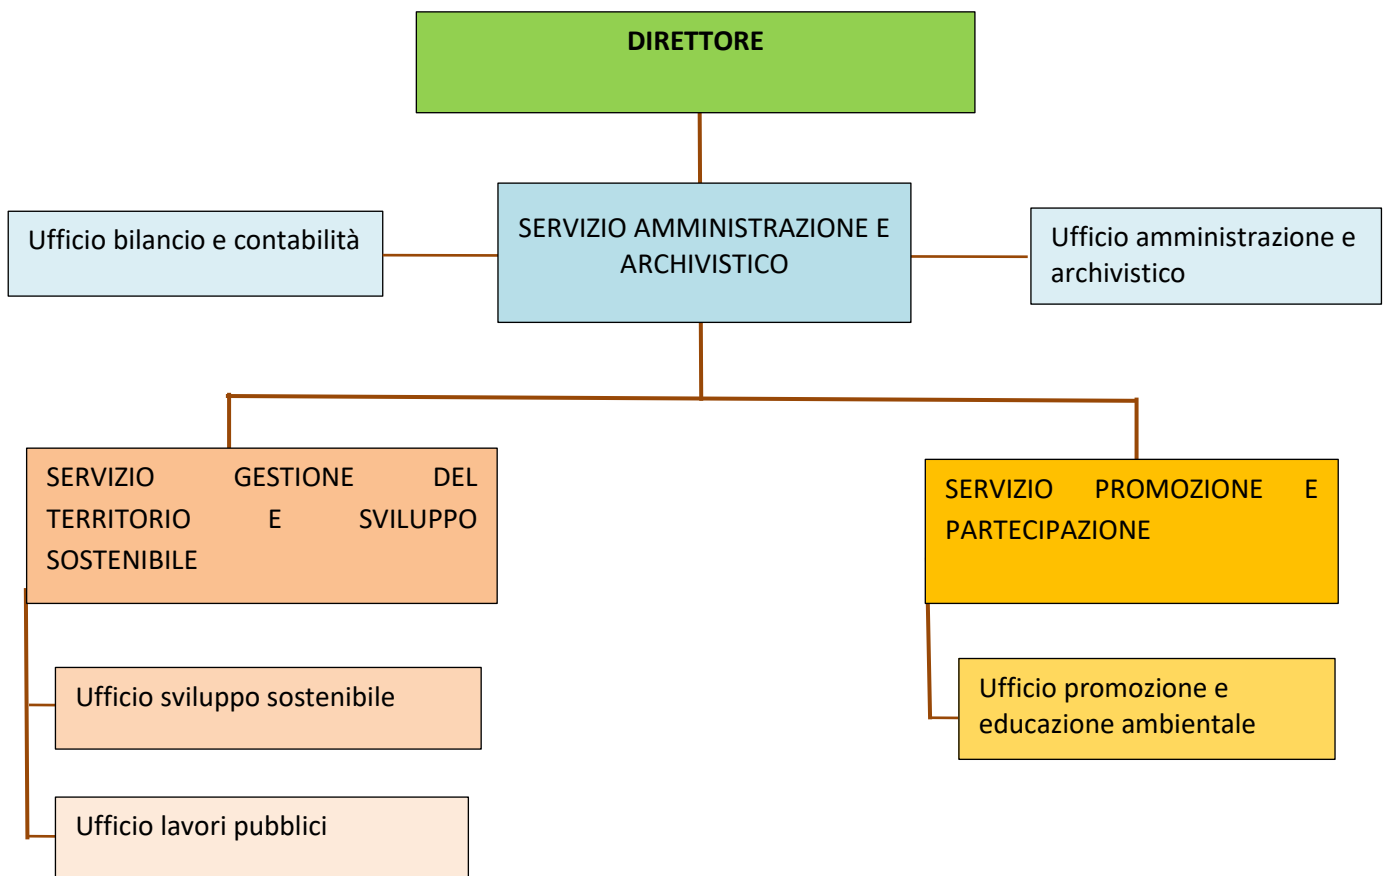 DIRETTORE
Ufficio bilancio e contabilità
SERVIZIO AMMINISTRAZIONE E
ARCHIVISTICO
Ufficio amministrazione e
archivistico
SERVIZIO GESTIONE DEL
TERRITORIO E SVILUPPO
SOSTENIBILE
SERVIZIO PROMOZIONE E
PARTECIPAZIONE
Ufficio sviluppo sostenibile
Ufficio promozione e
educazione ambientale
Ufficio lavori pubblici